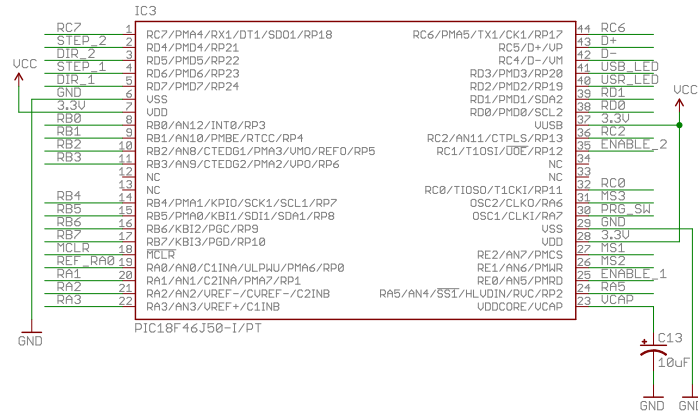 IC3
RC7 1 RC7/PMA4/RX1/DT1/SDO1/RP18 RC6/PMA5/TX1/CK1/RP17 44 RC6
STEP_2 2 RD4/PMD4/RP21 RC5/D+/VP 43 D+
DIR_2 3 RD5/PMD5/RP22 RC4/D-/VM 42 D-
VCC STEP_1 4 RD6/PMD6/RP23 RD3/PMD3/RP20 41 USB_LED
DIR_1 5 RD7/PMD7/RP24 RD2/PMD2/RP19 40 USR_LED
GND 6 VSS RD1/PMD1/SDA2 39 RD1 VCC
3.3V 7 VDD RD0/PMD0/SCL2 38 RD0
RB0 8 RB0/AN12/INT0/RP3 VUSB 37 3.3V
RB1 9 RB1/AN10/PMBE/RTCC/RP4 RC2/AN11/CTPLS/RP13 36 RC2
RB2 10 RB2/AN8/CTEDG1/PMA3/VMO/REFO/RP5 RC1/T1OSI/UOE/RP12 35 ENABLE_2
RB3 11 RB3/AN9/CTEDG2/PMA2/VPO/RP6 NC 34
12 NC NC 33
13 NC RC0/TIOSO/T1CKI/RP11 32 RC0
RB4 14 RB4/PMA1/KPIO/SCK1/SCL1/RP7 OSC2/CLKO/RA6 31 MS3
RB5 15 RB5/PMA0/KBI1/SDI1/SDA1/RP8 OSC1/CLKI/RA7 30 PRG_SW
RB6 16 RB6/KBI2/PGC/RP9 VSS 29 GND
RB7 17 RB7/KBI3/PGD/RP10 VDD 28 3.3V
MCLR 18 MCLR RE2/AN7/PMCS 27 MS1
REF_RA0 19 RA0/AN0/C1INA/ULPWU/PMA6/RP0 RE1/AN6/PMWR 26 MS2
RA1 20 RA1/AN1/C2INA/PMA7/RP1 RE0/AN5/PMRD 25 ENABLE_1
RA2 21 RA2/AN2/VREF-/CVREF-/C2INB RA5/AN4/SS1/HLVDIN/RVC/RP2 24 RA5
RA3 22 RA3/AN3/VREF+/C1INB VDDCORE/VCAP 23 VCAP
PIC18F46J50-I/PT
GND
C13
10uF
GND GND